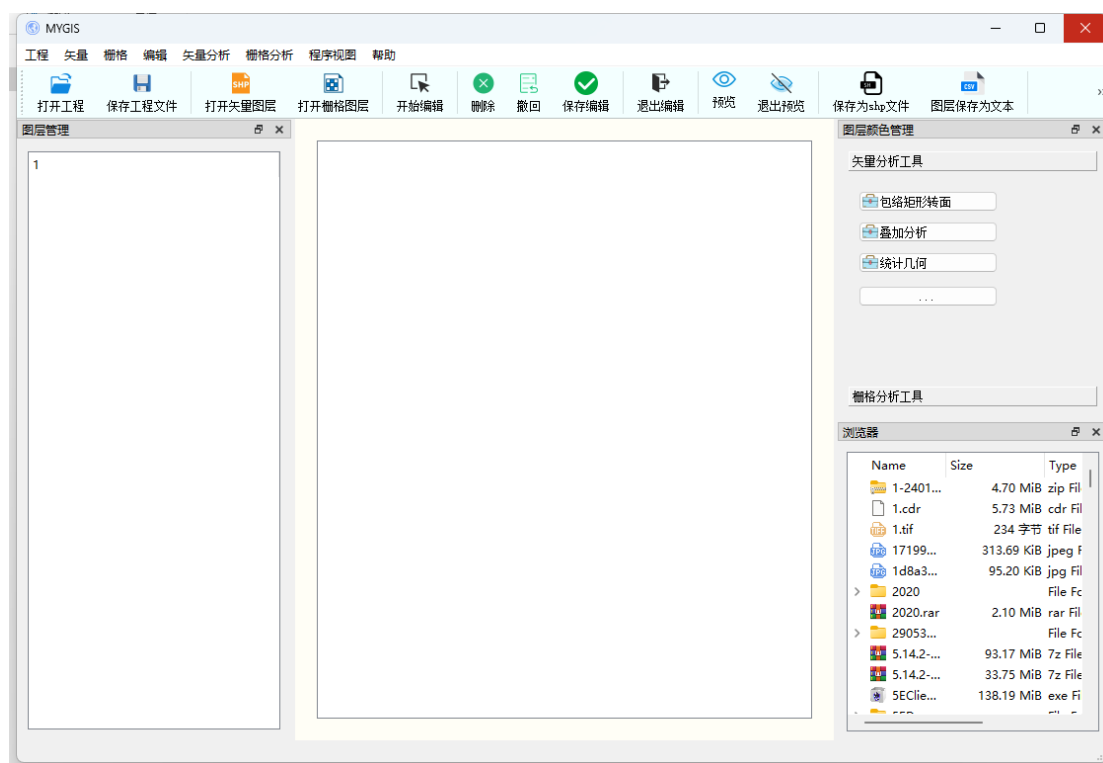 MYGIS
工程 矢量 栅格 编辑 矢量分析 栅格分析 程序视图 帮助
SHP CSV
打开工程 保存工程文件 打开矢量图层 打开栅格图层 开始编辑 删除 撤回 保存编辑 退出编辑 预览 退出预览 保存为shp文件 图层保存为文本
图层管理 图层颜色管理
1
矢量分析工具
包络矩形转面
叠加分析
统计几何
...
栅格分析工具
浏览器
Name Size Type
1-2401... 4.70 MiB zip Fil
1.cdr 5.73 MiB cdr Fil
1.tif 234 字节 tif File
17199... 313.69 KiB jpeg F
1d8a3... 95.20 KiB jpg Fil
2020 File Fo
2020.rar 2.10 MiB rar Fil
29053... File Fo
5.14.2-... 93.17 MiB 7z File
5.14.2-... 33.75 MiB 7z File
5EClie... 138.19 MiB exe Fi